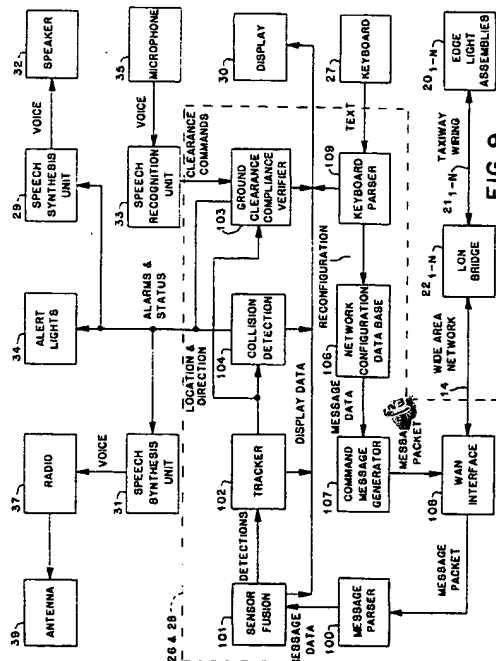 39
ANTENNA
37
RADIO
34
ALERT
LIGHTS
29
SPEECH
SYNTHESIS
UNIT
VOICE
32
SPEAKER
VOICE
31
SPEECH
SYNTHESIS
UNIT
ALARMS &
STATUS
33
SPEECH
RECOGNITION
UNIT
VOICE
35
MICROPHONE
CLEARANCE
COMMANDS
26 & 28
LOCATION &
DIRECTION
101
SENSOR
FUSION
DETECTIONS
102
TRACKER
104
COLLISION
DETECTION
103
GROUND
CLEARANCE
COMPLIANCE
VERIFIER
30
DISPLAY
DISPLAY DATA
MESSAGE
DATA
RECONFIGURATION
100
MESSAGE
PARSER
107
COMMAND
MESSAGE
GENERATOR
MESSAGE
DATA
106
NETWORK
CONFIGURATION
DATA BASE
109
KEYBOARD
PARSER
TEXT
27
KEYBOARD
MESSAGE
PACKET
MESSAGE
PACKET
108
WAN
INTERFACE
WIDE AREA
NETWORK
14
22 1-N
LON
BRIDGE
TAXIWAY
WIRING
21 1-N
20 1-N
EDGE
LIGHT
ASSEMBLIES
FIG. 9